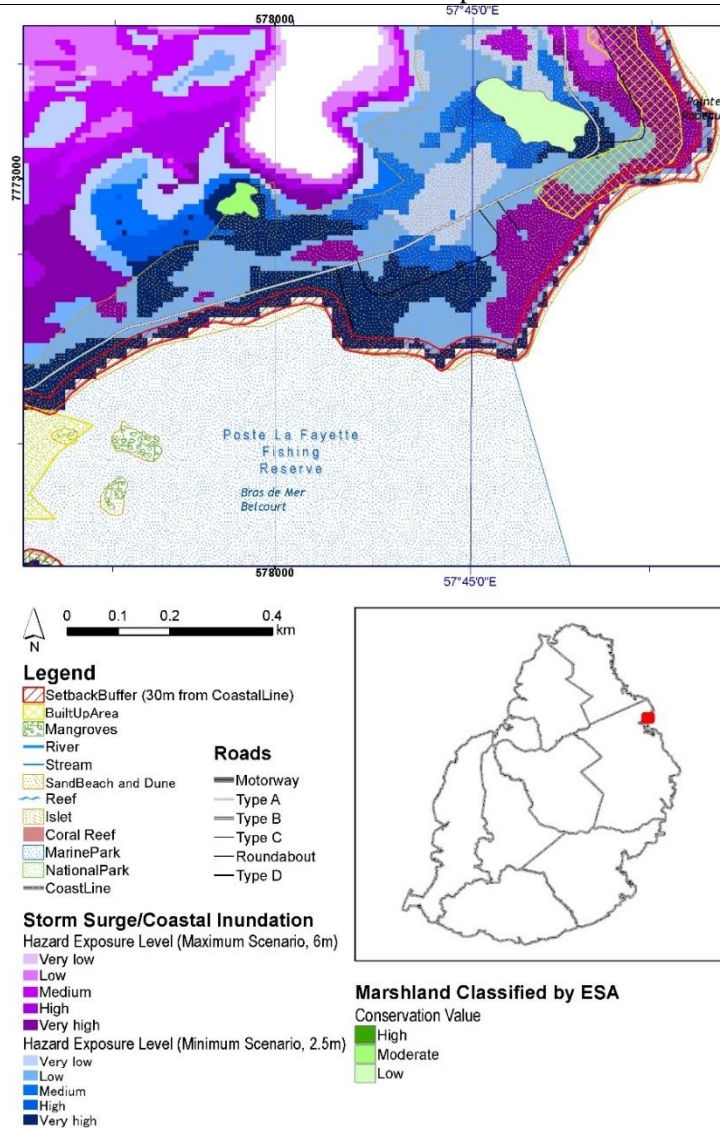 578000
57°45'0"E
Pointe
7773000
Poste La Fayette
Fishing
Reserve
Bras de Mer
Belcourt
578000
57°45'0"E
N
0 0.1 0.2 0.4
km
Legend
SetbackBuffer (30m from CoastalLine)
BuiltUpArea
Mangroves
River
Stream
SandBeach and Dune
Reef
Islet
Coral Reef
MarinePark
NationalPark
CoastLine
Roads
Motorway
Type A
Type B
Type C
Roundabout
Type D
Storm Surge/Coastal Inundation
Hazard Exposure Level (Maximum Scenario, 6m)
Very low
Low
Medium
High
Very high
Hazard Exposure Level (Minimum Scenario, 2.5m)
Very low
Low
Medium
High
Very high
Marshland Classified by ESA
Conservation Value
High
Moderate
Low